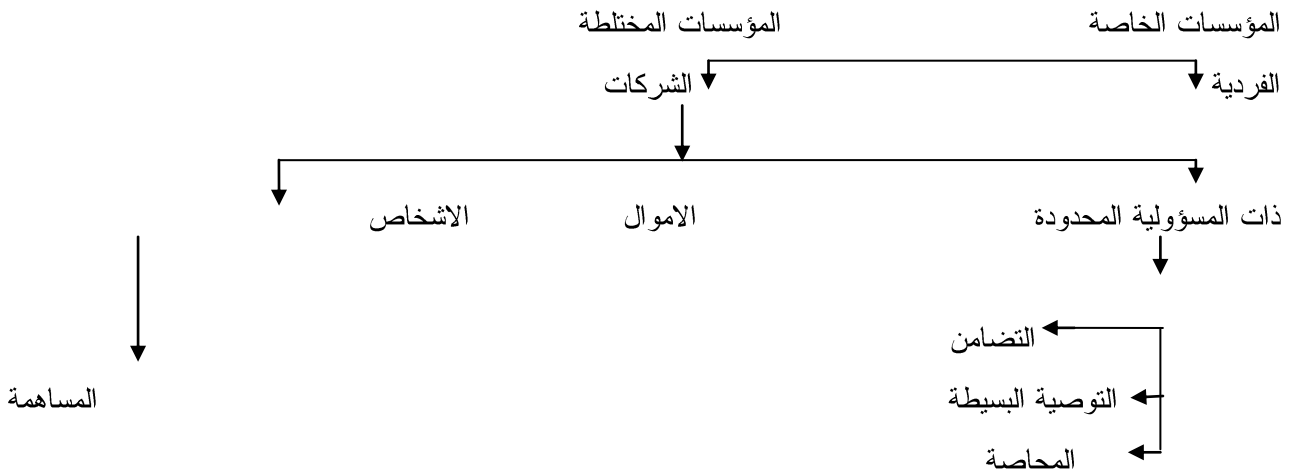 المؤسسات الخاصة المؤسسات المختلطة
الفردية الشركات
ذات المسؤولية المحدودة الاموال الاشخاص
التضامن
التوصية البسيطة المساهمة
المحاصة